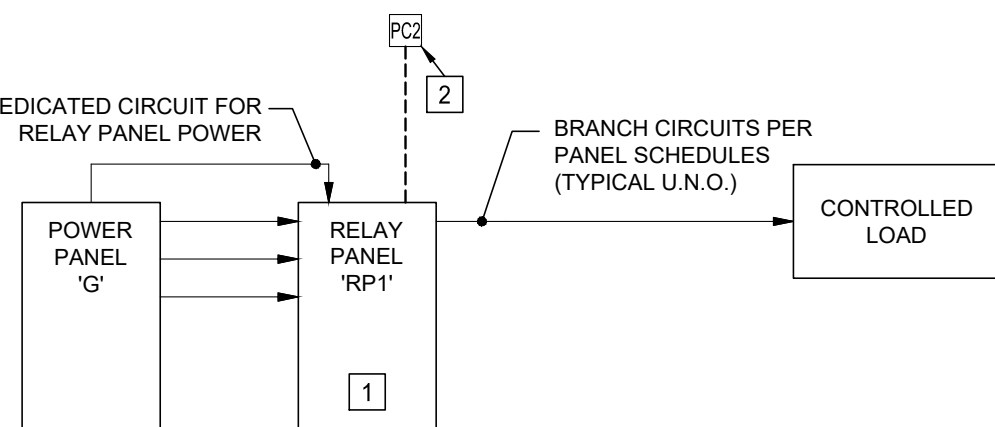 PC2
2
EDICATED CIRCUIT FOR
RELAY PANEL POWER
BRANCH CIRCUITS PER
PANEL SCHEDULES
(TYPICAL U.N.O.)
POWER
PANEL
'G'
RELAY
PANEL
'RP1'
CONTROLLED
LOAD
1